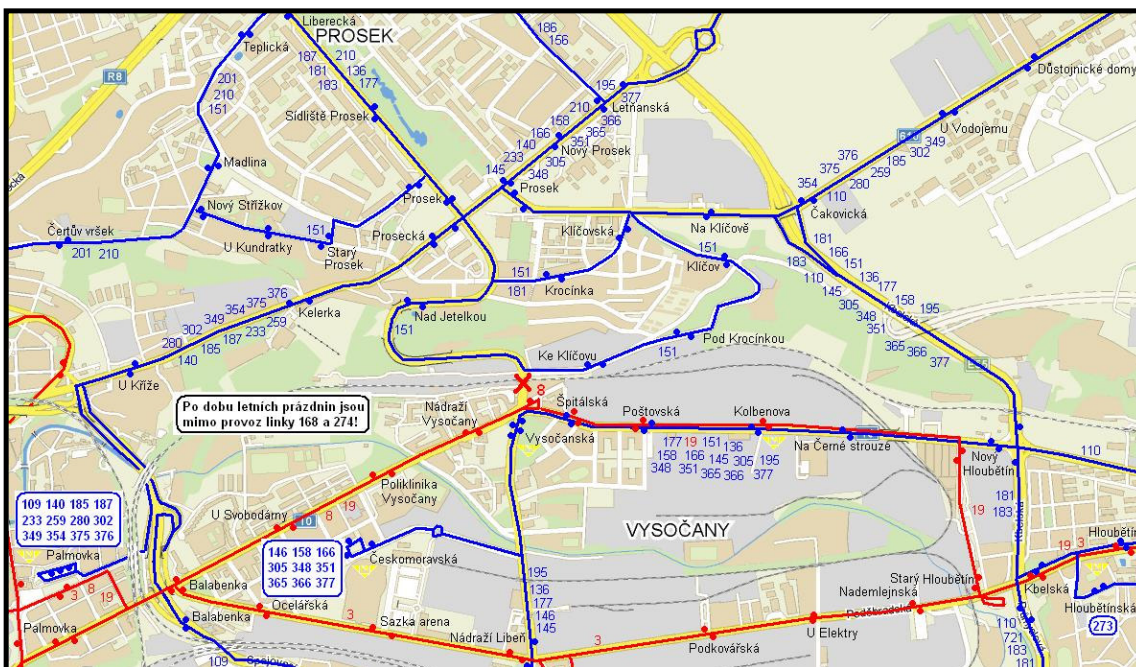 Liberecká
PROSEK
Teplická
R8
187 210
181 136
183 177
186
156
195
377
Důstojnické domy
201
210
151
Sídliště Prosek
210
158
166
140
233
145
Letňanská
366
365
351
305
348
Nový Prosek
U Vodojemu
610
349
302
185
259
280
110
376
375
354
Madlina
Prosek
Prosek
Nový Střížkov
Čertův vršek
201 210
U Kundratky
151
Starý
Prosek
Prosecká
Klíčovská
Na Klíčově
Čakovická
151
Klíčov
151
181
Krocínka
181
166
151
136
177
158
195
183
110
145
305
348
351
365 366
377
376
375
354
349
302
280
140
185
187
233
259
Kelerka
Nad Jetelkou
151
Pod Krocínkou
151
Ke Klíčovu
U Kříže
Po dobu letních prázdnin jsou
mimo provoz linky 168 a 274!
8
Nádraží
Vysočany
Špitálská
Poštovská
Kolbenova
Vysočanská
Na Černé strouze
Nový
Hloubětín
110
177 19 151 136
158 166 145 305 195
348 351 365 366 377
Poliklinika
Vysočany
8
19
U Svobodárny
109 140 185 187
233 259 280 302
349 354 375 376
Palmovka
146 158 166
305 348 351
365 366 377
Českomoravská
VYSOČANY
181
183
Kbelská
19
Hloubětín
19 3
Balabenka
3 8 19
Ocelářská
3
195
136
177
146
145
Starý Hloubětín
Nademlejnská
Poděbradská
Kbelská
Hloubětínská
273
Balabenka
Sazka arena
Palmovka
Nádraží Libeň
U Elektry
Podkovářská
3
109
110
721
183
181